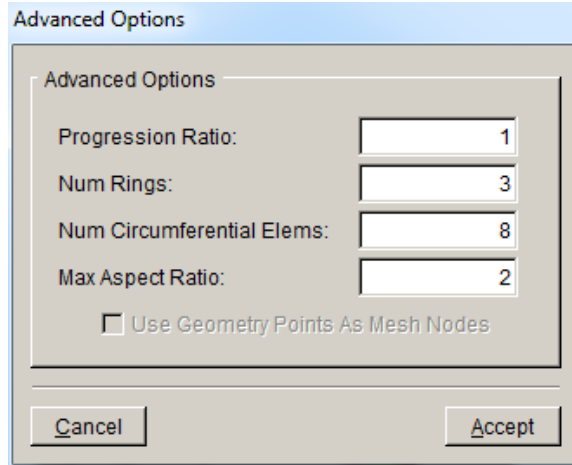 Advanced Options
Advanced Options
Progression Ratio: 1
Num Rings: 3
Num Circumferential Elems: 8
Max Aspect Ratio: 2
Use Geometry Points As Mesh Nodes
Cancel Accept